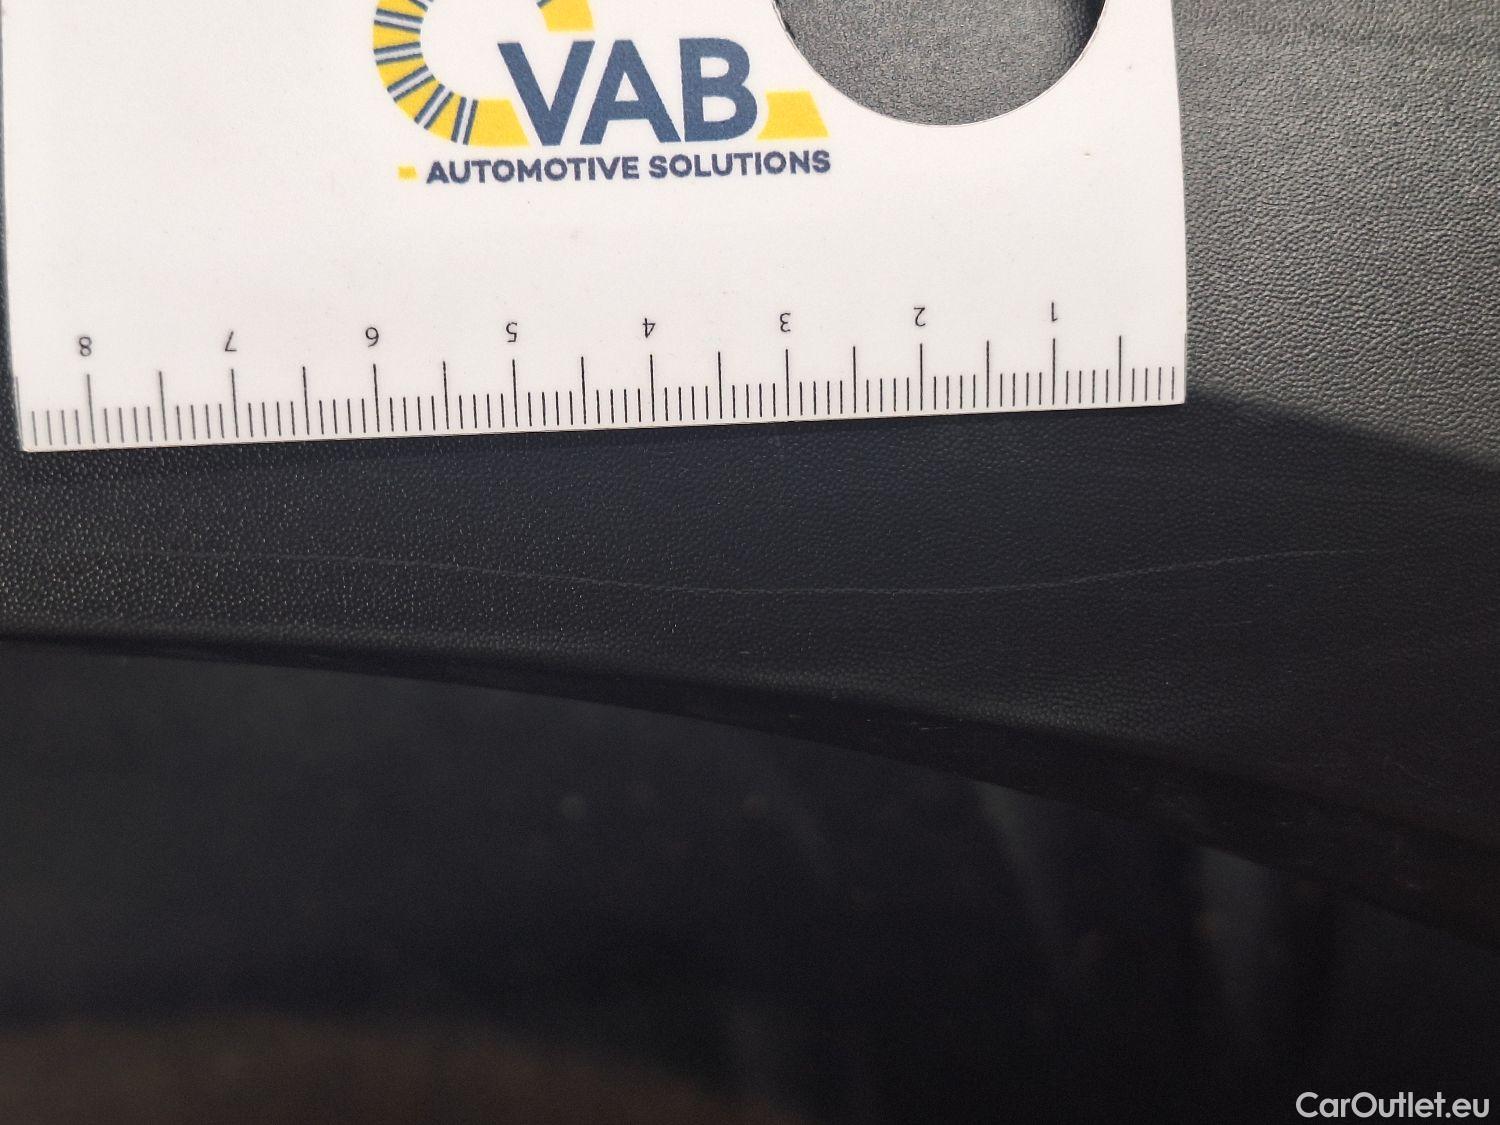 VAB
AUTOMOTIVE SOLUTIONS
8 7 6 5 4 3 2 1
CarOutlet.eu